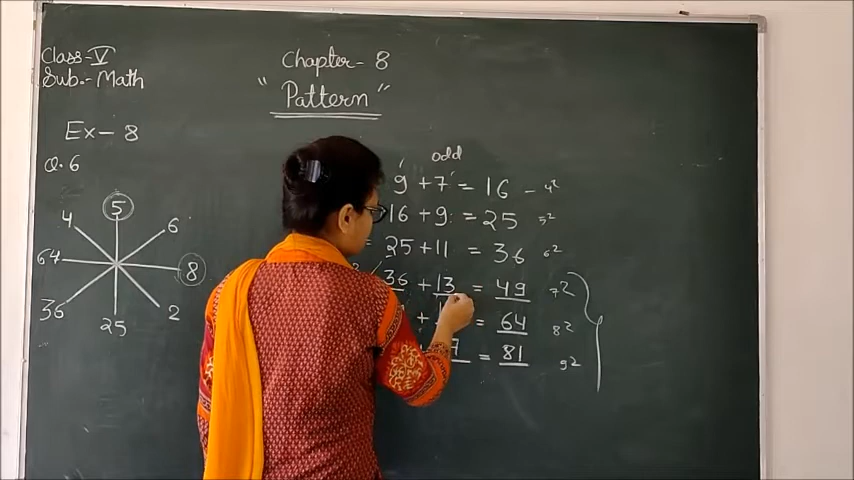 Class - V
Sub. - Math
Chapter - 8
" Pattern "
Ex - 8
Q. 6
odd
9 + 7 = 16 - 4²
16 + 9 = 25 5²
25 + 11 = 36 6²
36 + 13 = 49 7²
+ = 64 8²
7 = 81 9²
5
4 6
64 8
36 2
25